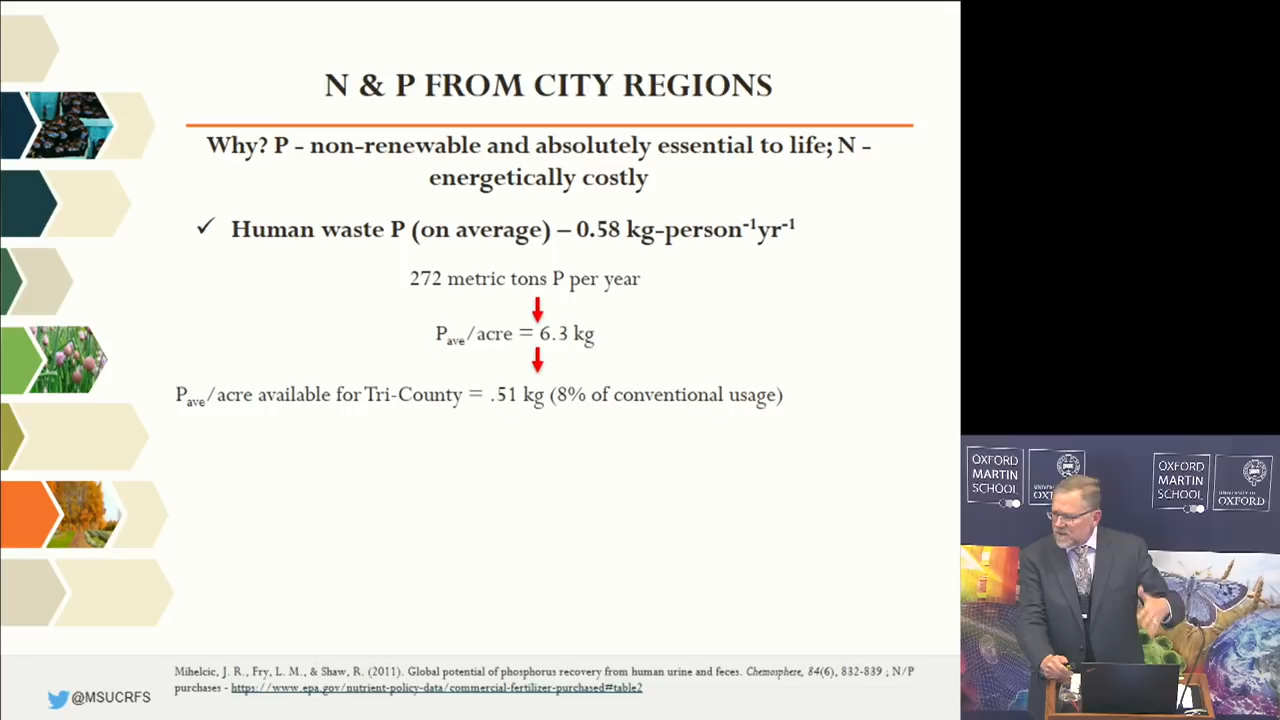 N & P FROM CITY REGIONS
Why? P - non-renewable and absolutely essential to life; N -
energetically costly
✓ Human waste P (on average) – 0.58 kg-person⁻¹yr⁻¹
272 metric tons P per year
Pₐᵥₑ/acre = 6.3 kg
Pₐᵥₑ/acre available for Tri-County = .51 kg (8% of conventional usage)
Mihelcic, J. R., Fry, L. M., & Shaw, R. (2011). Global potential of phosphorus recovery from human urine and feces. Chemosphere, 84(6), 832-839 ; N/P
purchases - https://www.epa.gov/nutrient-policy-data/commercial-fertilizer-purchased#table2
@MSUCRFS
OXFORD
MARTIN
SCHOOL
OXFORD
MARTIN
SCHOOL
UNIVERSITY OF
OXFORD